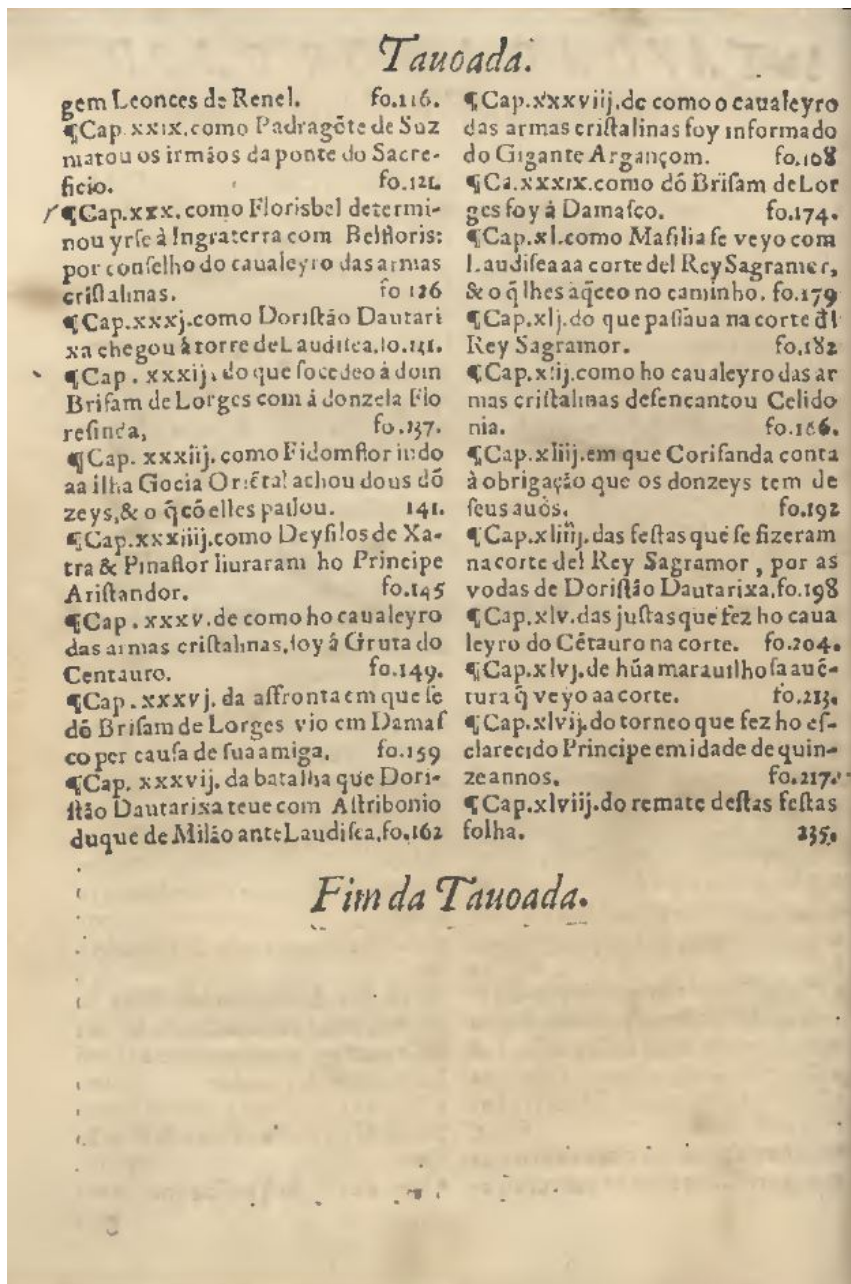 Tauoada.
gem Leonces de Renel. fo.116.
¶Cap. xxix.como Padragõte de Suz
matou os irmãos da ponte do Sacre-
ficio. fo.121.
¶Cap.xxx.como Florisbel determi-
nou yrſe à Ingraterra com Belfloris:
por conſelho do caualeyro das armas
criſtalinas. fo 126
¶Cap.xxxj.como Doriſtão Dautari
xa chegou â torre de Laudiſea.fo.131.
¶Cap. xxxij. do que ſocedeo â dom
Briſam de Lorges com á donzela Flo
reſinda, fo.137.
¶Cap. xxxiij. como Fidomflor indo
aa ilha Gocia Oriẽtal achou dous dõ
zeys,& o q̃ cõ elles paſſou. 141.
¶Cap.xxxiiij.como Deyfilos de Xa-
tra & Pinaflor liuraram ho Principe
Ariſtandor. fo.145
¶Cap. xxxv.de como ho caualeyro
das armas criſtalinas,foy á Gruta do
Centauro. fo.149.
¶Cap.xxxvj. da affronta em que ſe
dõ Briſam de Lorges vio em Damaſ
co per cauſa de ſua amiga. fo.159
¶Cap. xxxvij. da batalha que Dori-
ſtão Dautarixa teue com Aſtribonio
duque de Milão ante Laudiſea.fo.162
¶Cap.xxxviij.de como o caualeyro
das armas criſtalinas foy informado
do Gigante Argançom. fo.168
¶Ca.xxxix.como dõ Briſam de Lor
ges foy á Damaſco. fo.174.
¶Cap.xl.como Maſilia ſe veyo com
Laudiſea aa corte del Rey Sagramor,
& o q̃ lhes aq̃ceo no caminho. fo.179
¶Cap.xlj.do que paſſaua na corte dl
Rey Sagramor. fo.182
¶Cap.xlij.como ho caualeyro das ar
mas criſtalinas deſencantou Celido
nia. fo.186.
¶Cap.xliij.em que Coriſanda conta
à obrigação que os donzeys tem de
ſeus auòs. fo.192
¶Cap.xliiij.das feſtas que ſe fizeram
na corte del Rey Sagramor, por as
vodas de Doriſtão Dautarixa.fo.198
¶Cap.xlv.das juſtas que fez ho caua
leyro do Cẽtauro na corte. fo.204.
¶Cap.xlvj.de hũa marauilhoſa auẽ-
tura q̃ veyo aa corte. fo.213.
¶Cap.xlvij.do torneo que fez ho eſ-
clarecido Principe em idade de quin-
ze annos. fo.217.
¶Cap.xlviij.do remate deſtas feſtas
folha. 235.
Fim da Tauoada.